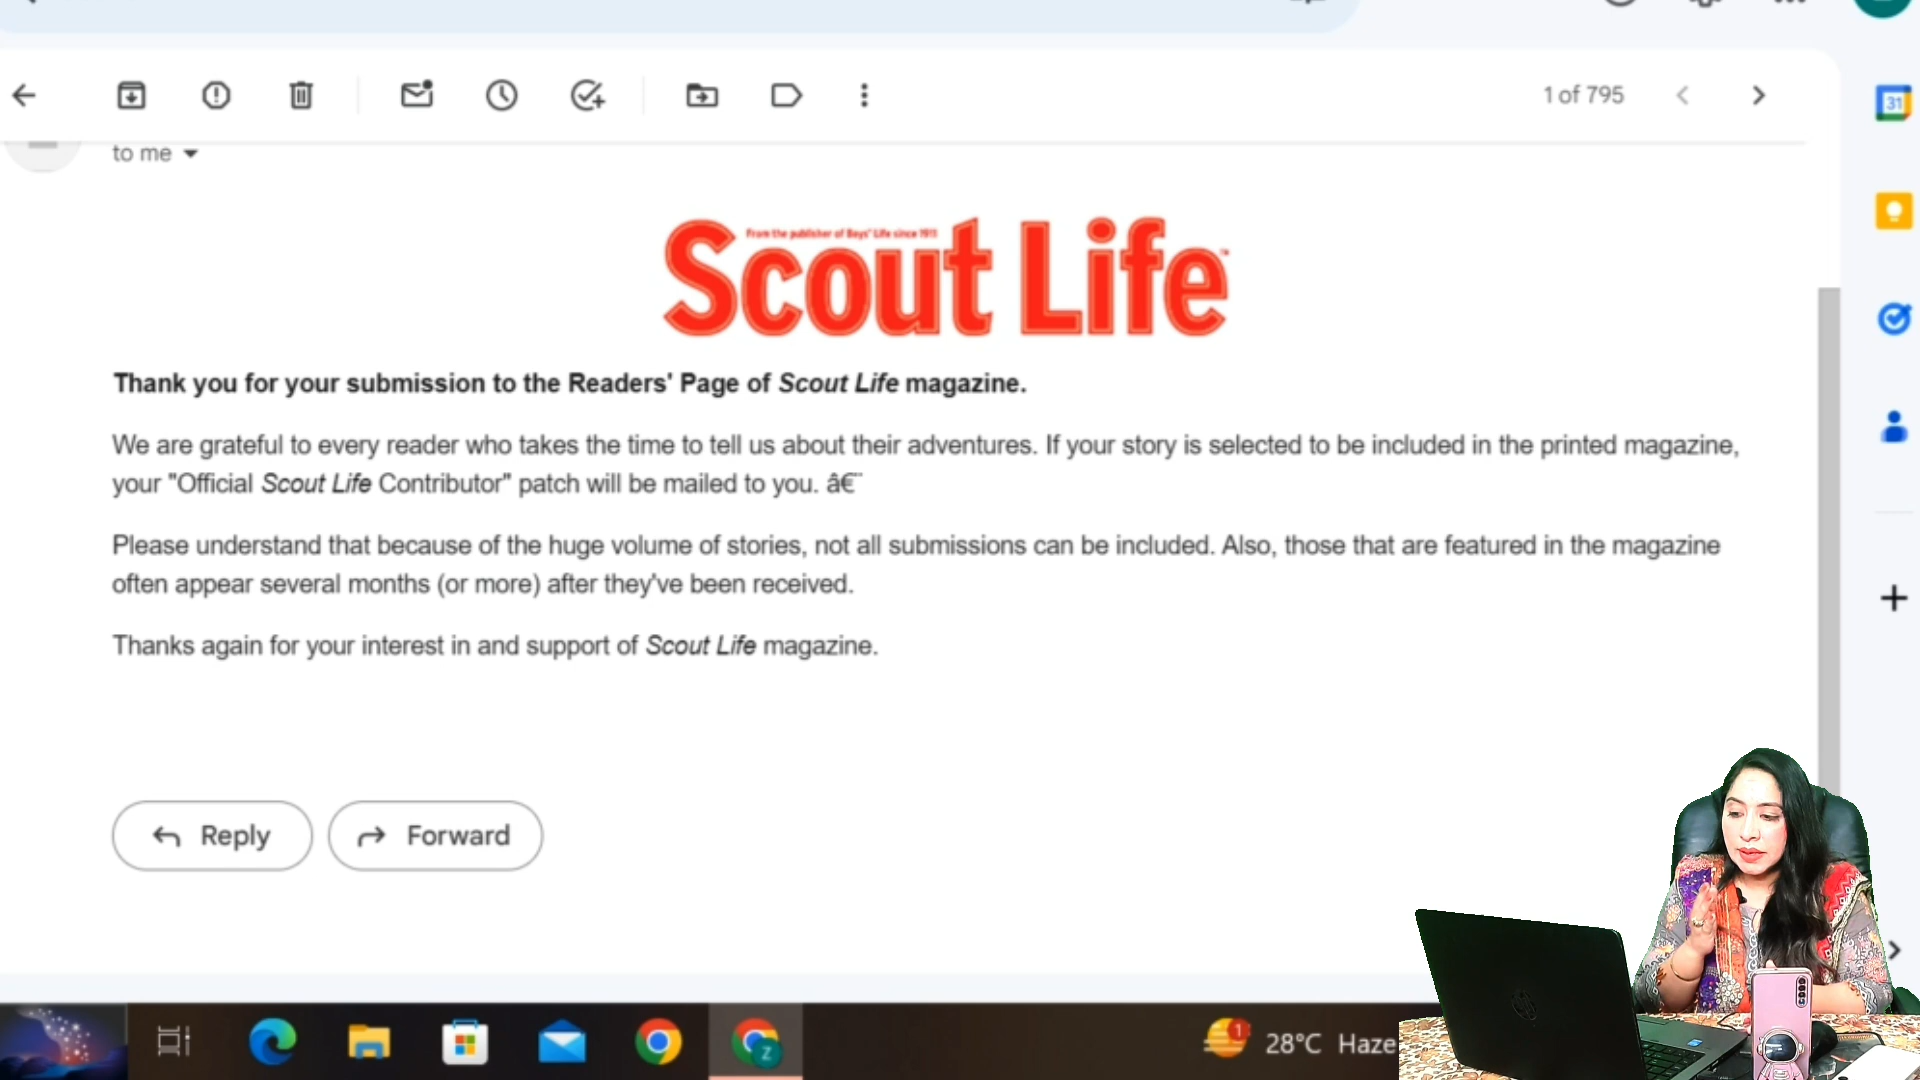 1 of 795
31
to me
From the publisher of Boys' Life since 1911
Scout Life
Thank you for your submission to the Readers' Page of Scout Life magazine.
We are grateful to every reader who takes the time to tell us about their adventures. If your story is selected to be included in the printed magazine,
your "Official Scout Life Contributor" patch will be mailed to you. â€¨
Please understand that because of the huge volume of stories, not all submissions can be included. Also, those that are featured in the magazine
often appear several months (or more) after they've been received.
Thanks again for your interest in and support of Scout Life magazine.
Reply
Forward
Z
1
28°C Haze